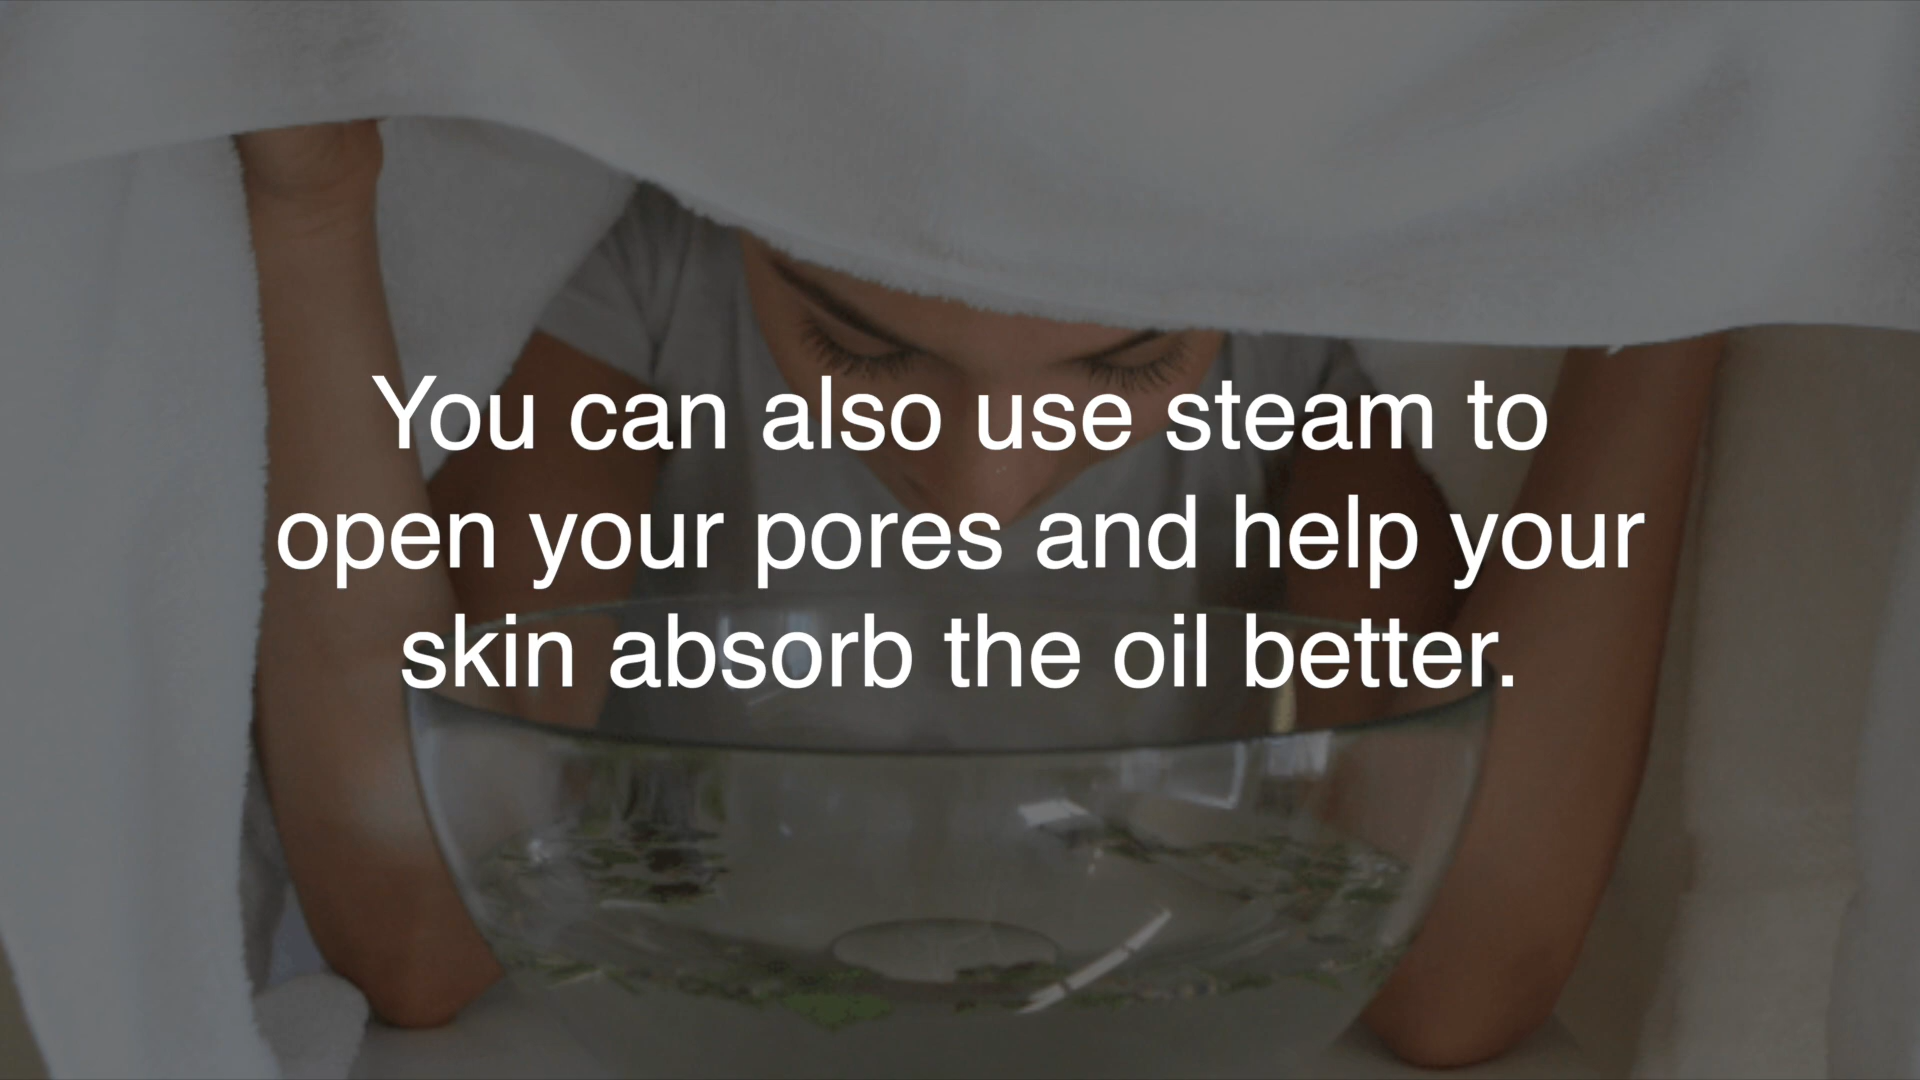 You can also use steam to
open your pores and help your
skin absorb the oil better.